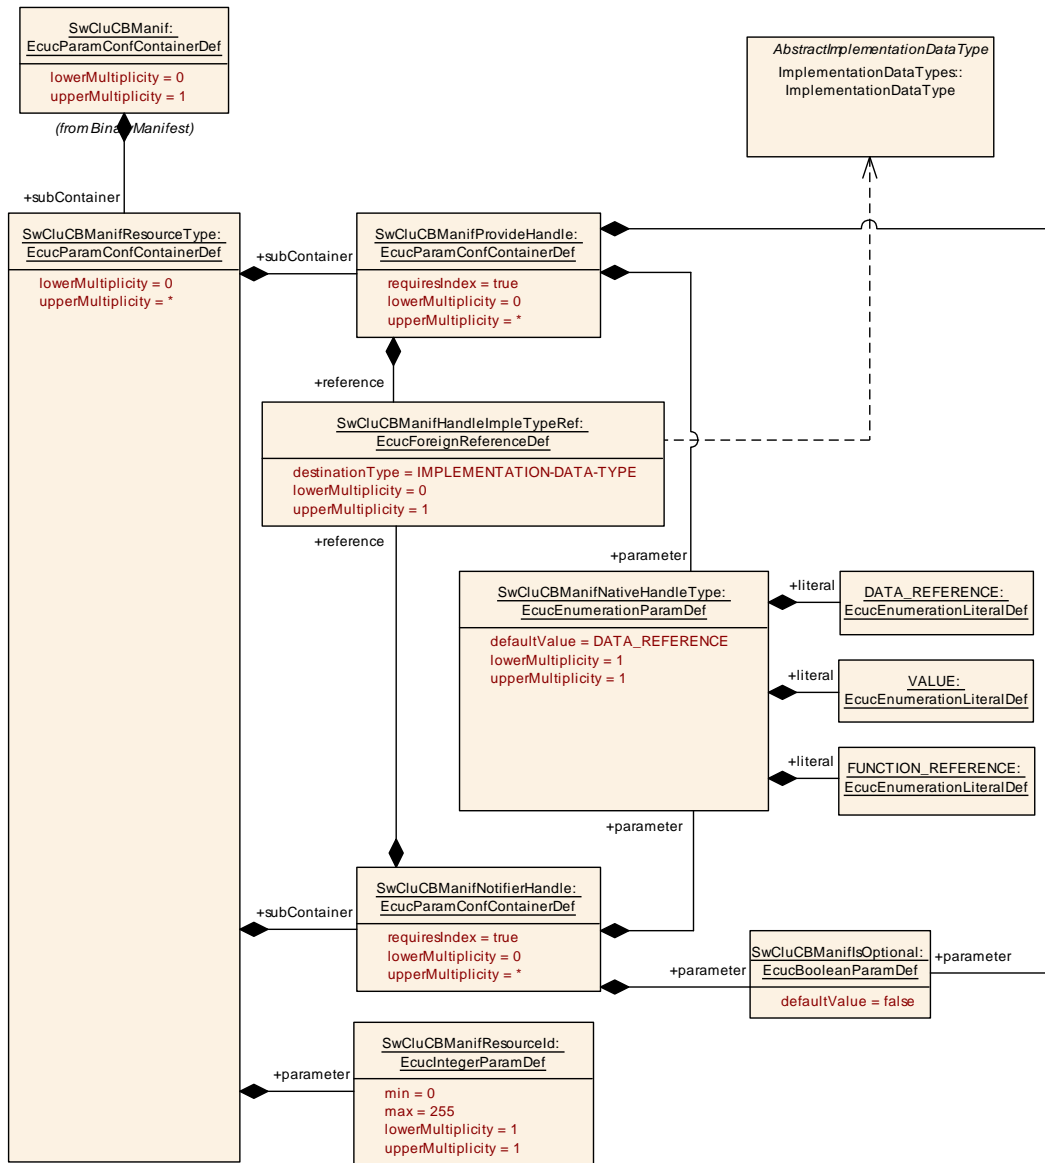 SwCluCBManif:
EcucParamConfContainerDef
lowerMultiplicity = 0
upperMultiplicity = 1
(from BinaryManifest)
+subContainer
AbstractImplementationDataType
ImplementationDataTypes::
ImplementationDataType
SwCluCBManifResourceType:
EcucParamConfContainerDef
lowerMultiplicity = 0
upperMultiplicity = *
+subContainer
SwCluCBManifProvideHandle:
EcucParamConfContainerDef
requiresIndex = true
lowerMultiplicity = 0
upperMultiplicity = *
+reference
SwCluCBManifHandleImpleTypeRef:
EcucForeignReferenceDef
destinationType = IMPLEMENTATION-DATA-TYPE
lowerMultiplicity = 0
upperMultiplicity = 1
+reference
+parameter
SwCluCBManifNativeHandleType:
EcucEnumerationParamDef
defaultValue = DATA_REFERENCE
lowerMultiplicity = 1
upperMultiplicity = 1
+literal
DATA_REFERENCE:
EcucEnumerationLiteralDef
+literal
VALUE:
EcucEnumerationLiteralDef
+literal
FUNCTION_REFERENCE:
EcucEnumerationLiteralDef
+parameter
+subContainer
SwCluCBManifNotifierHandle:
EcucParamConfContainerDef
requiresIndex = true
lowerMultiplicity = 0
upperMultiplicity = *
+parameter
SwCluCBManifIsOptional:
EcucBooleanParamDef
defaultValue = false
+parameter
+parameter
SwCluCBManifResourceId:
EcucIntegerParamDef
min = 0
max = 255
lowerMultiplicity = 1
upperMultiplicity = 1